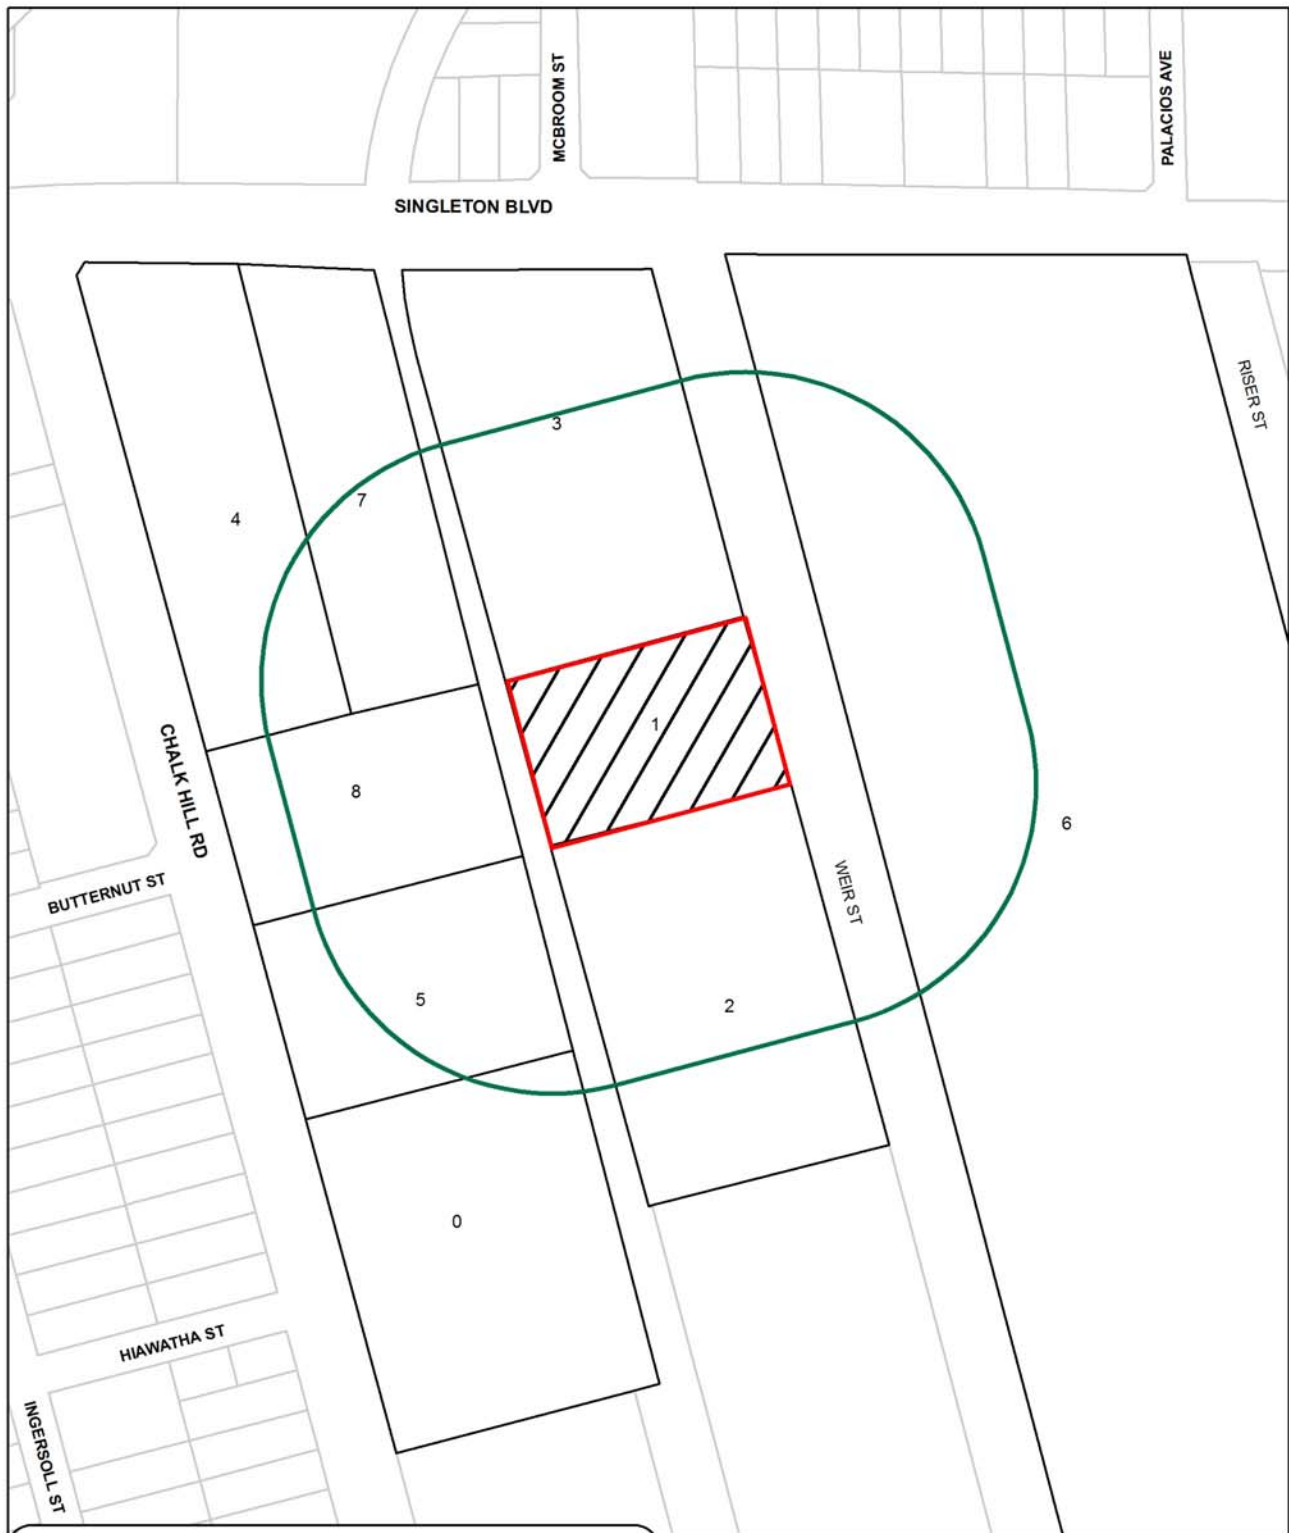 MCBROOM ST
PALACIOS AVE
SINGLETON BLVD
RISER ST
3
7
4
1
CHALK HILL RD
8
6
WEIR ST
BUTTERNUT ST
5
2
0
HIAWATHA ST
INGERSOLL ST